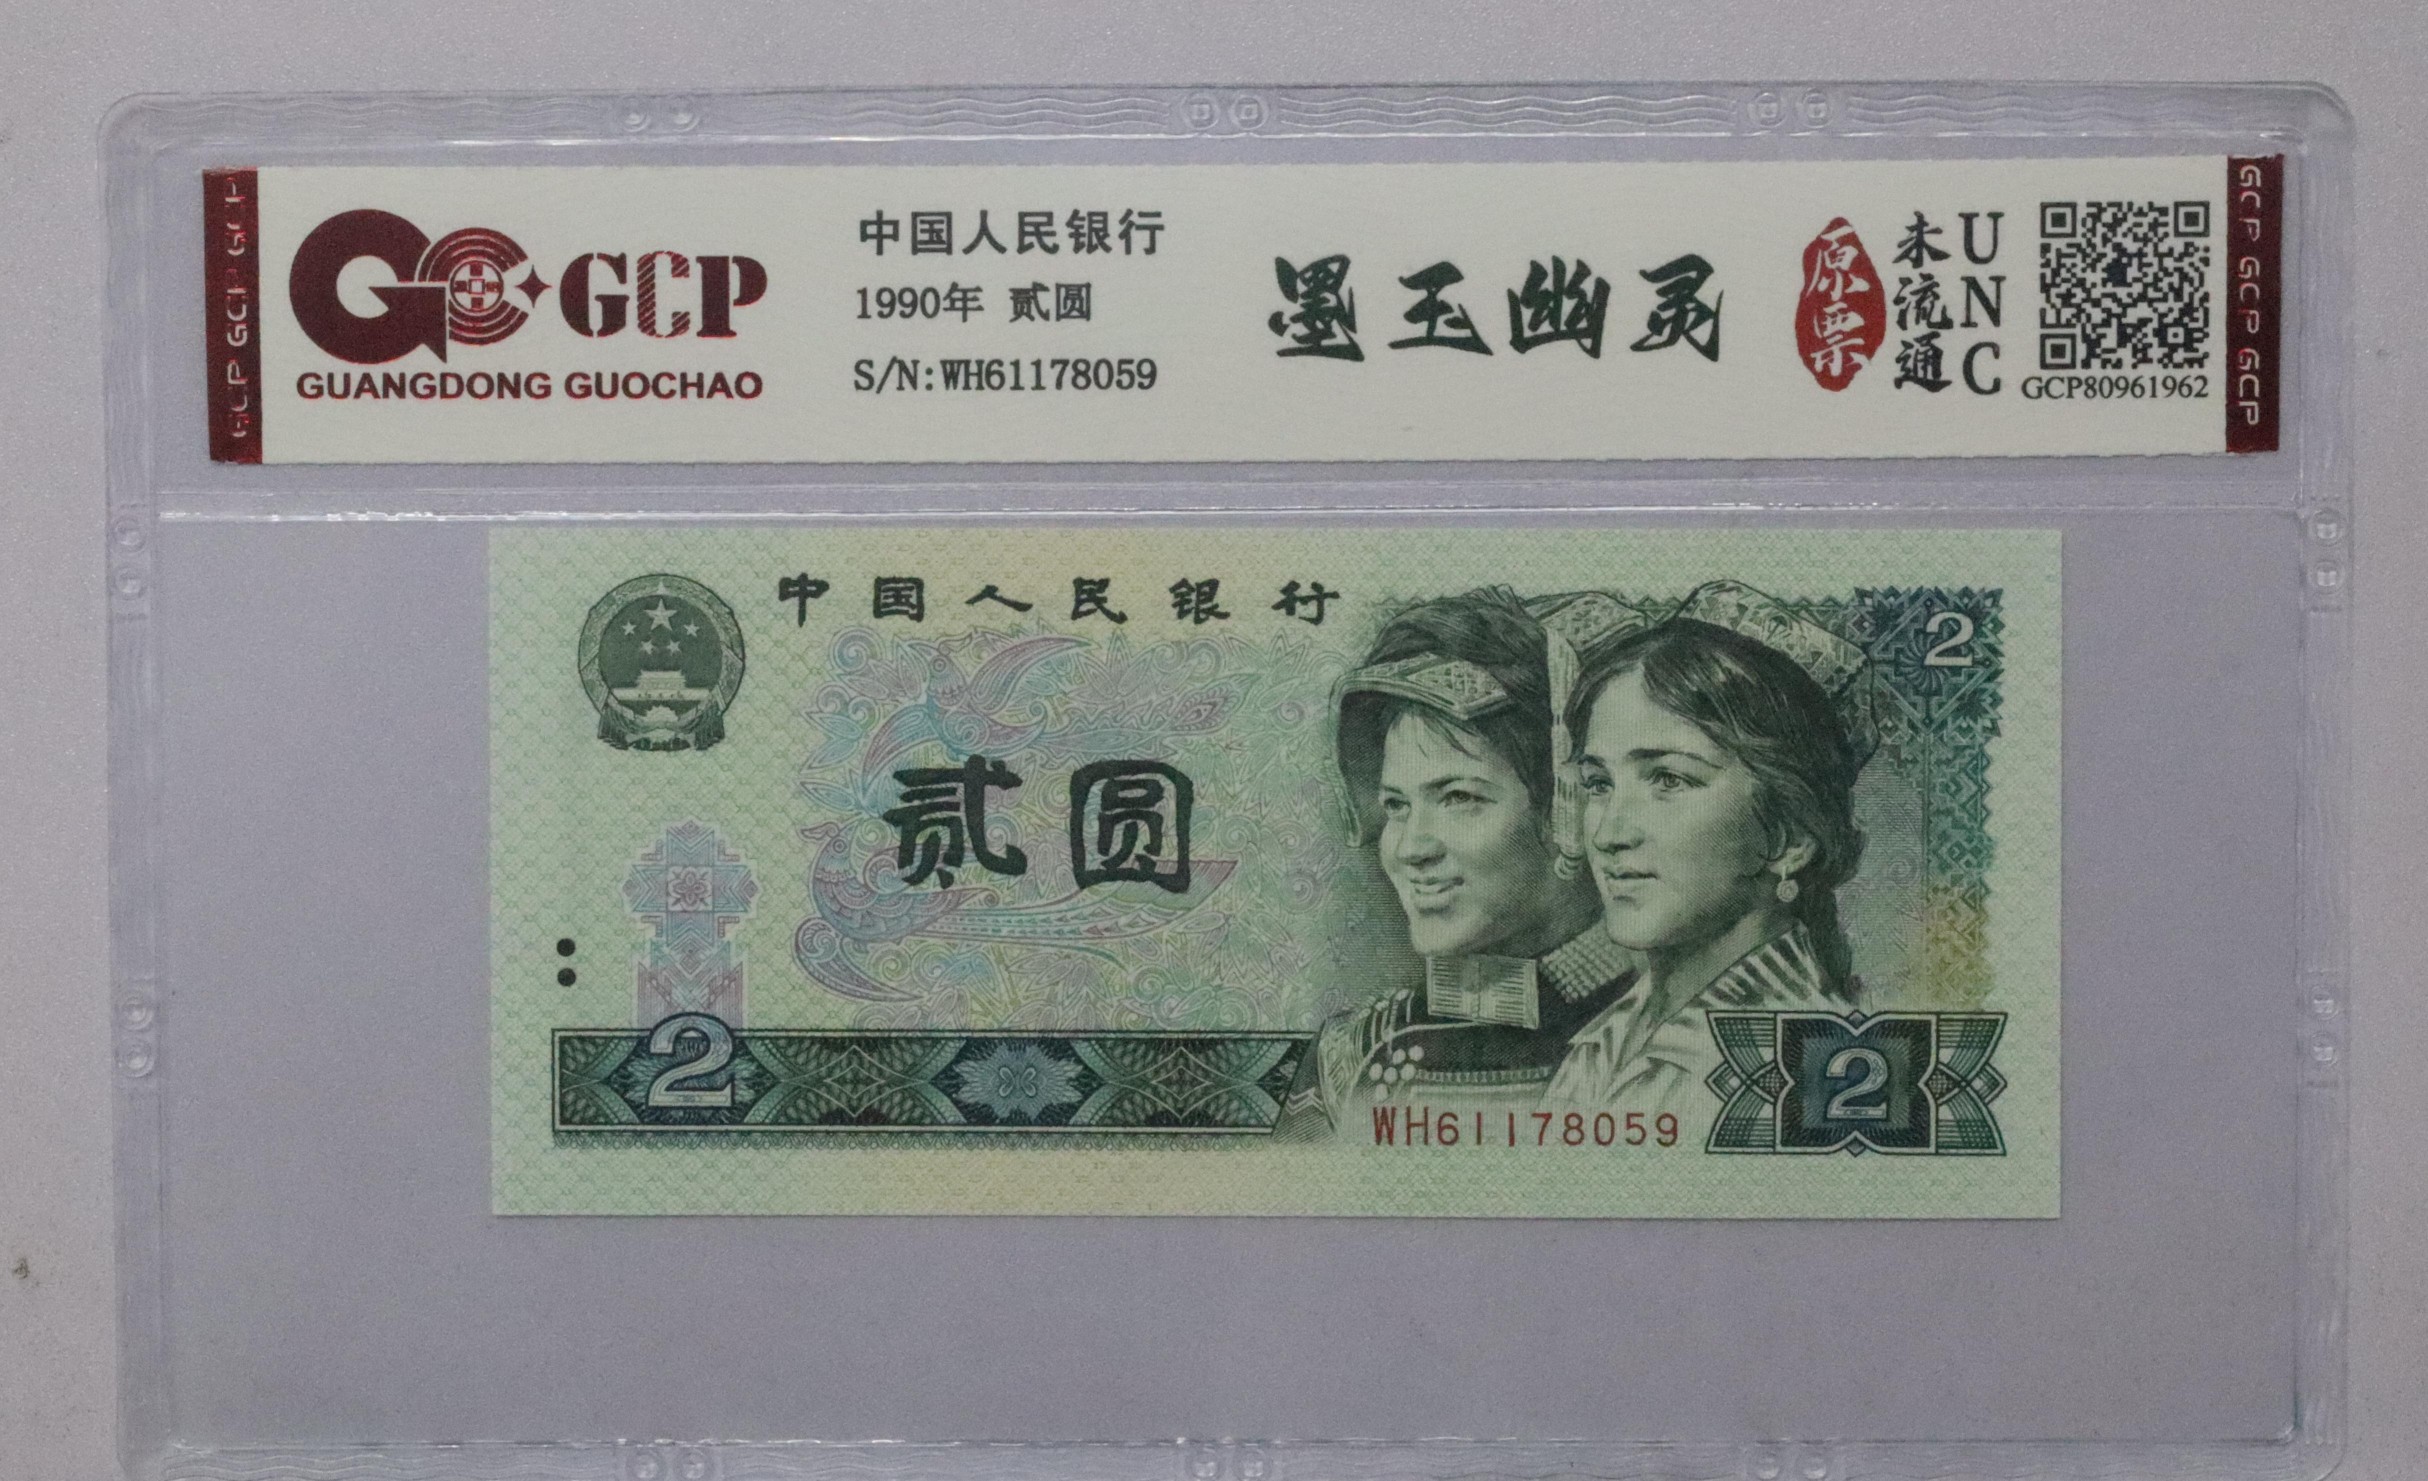 GCP GCP GCP
GCP
GUANGDONG GUOCHAO
中国人民银行
1990年 贰圆
S/N:WH61178059
墨玉幽灵
原票
未流通
UNC
GCP80961962
GCP GCP GCP
中国人民银行
2
贰圆
2
WH61178059
2